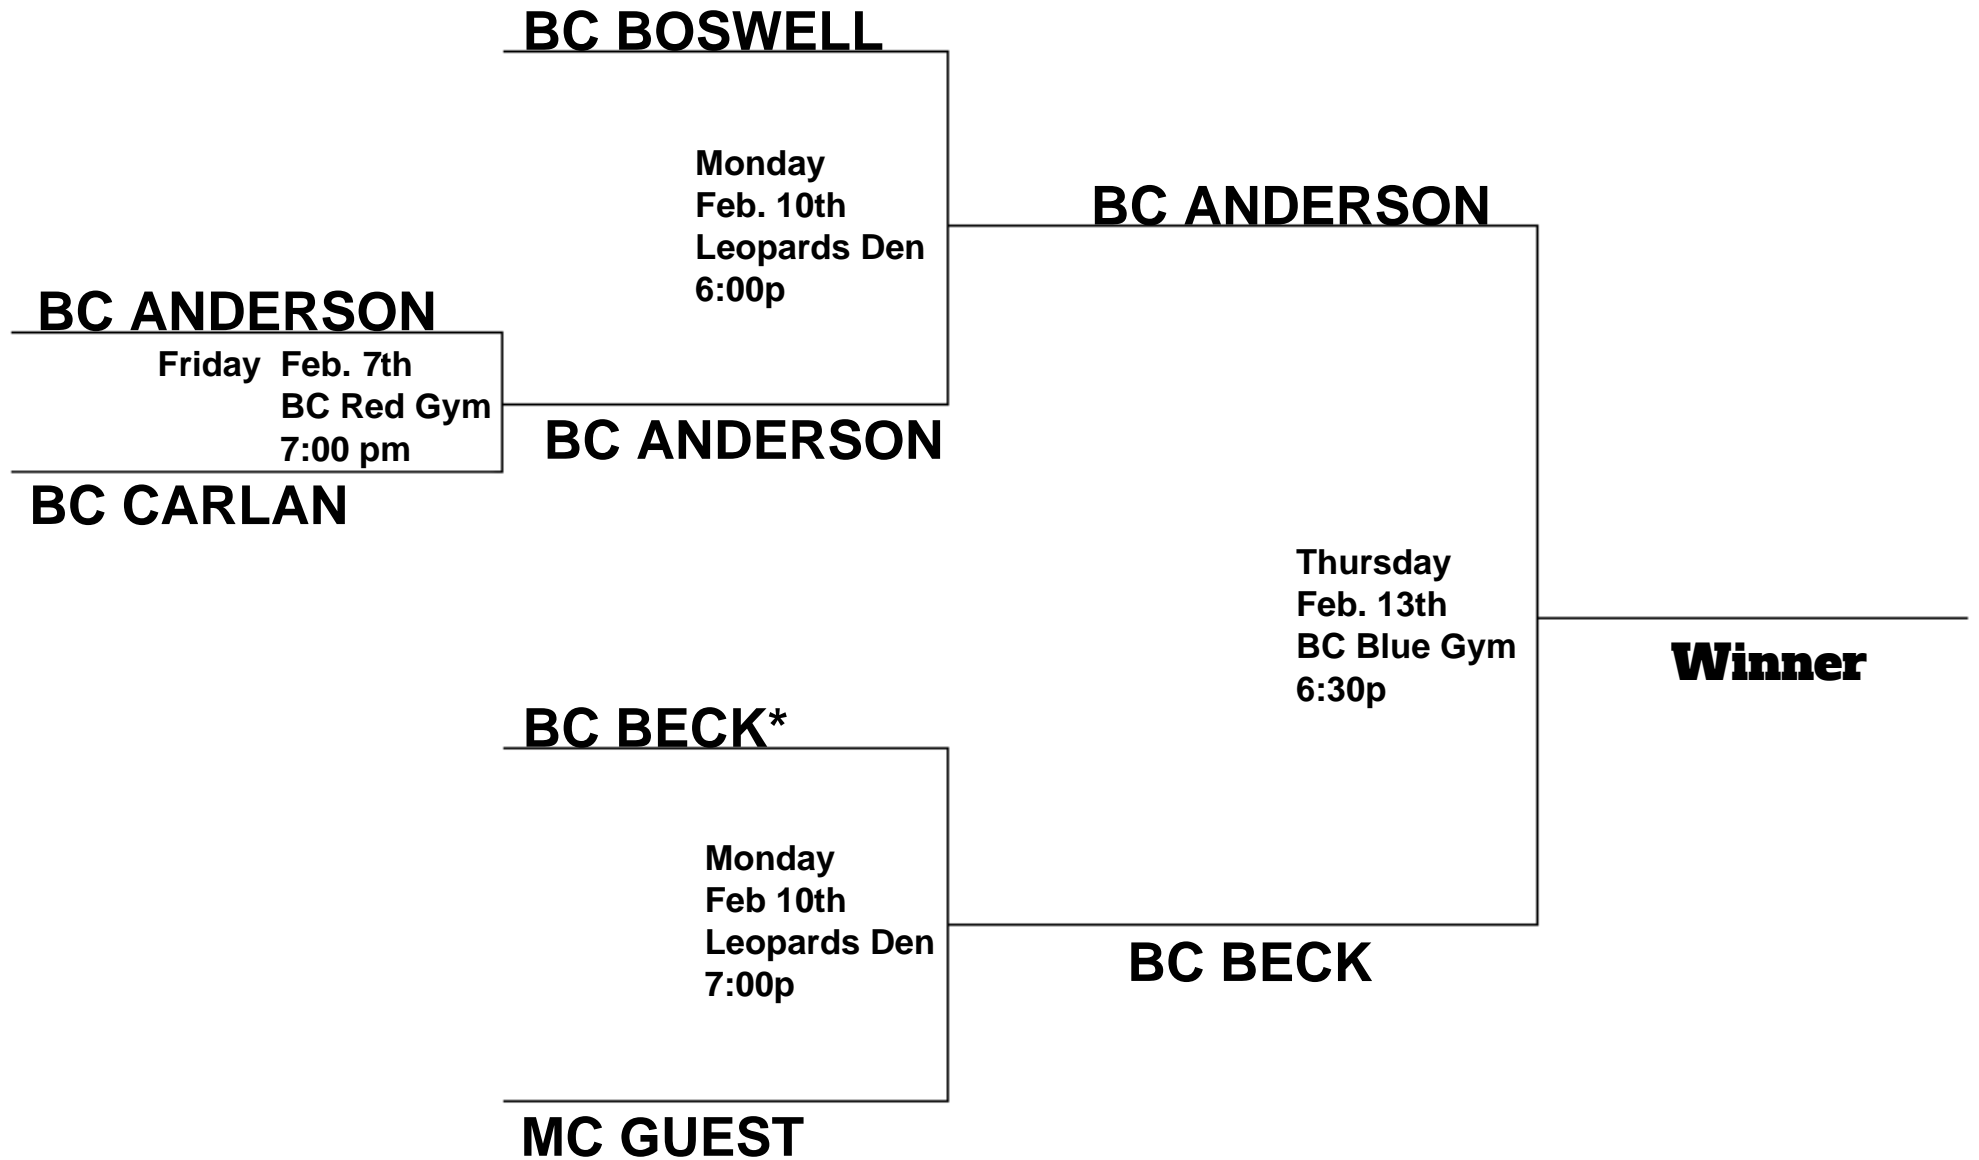 BC BOSWELL
Monday
Feb. 10th
Leopards Den
6:00p
BC ANDERSON
BC ANDERSON
Friday Feb. 7th
BC Red Gym
7:00 pm
BC ANDERSON
BC CARLAN
Thursday
Feb. 13th
BC Blue Gym
6:30p
Winner
BC BECK*
Monday
Feb 10th
Leopards Den
7:00p
BC BECK
MC GUEST